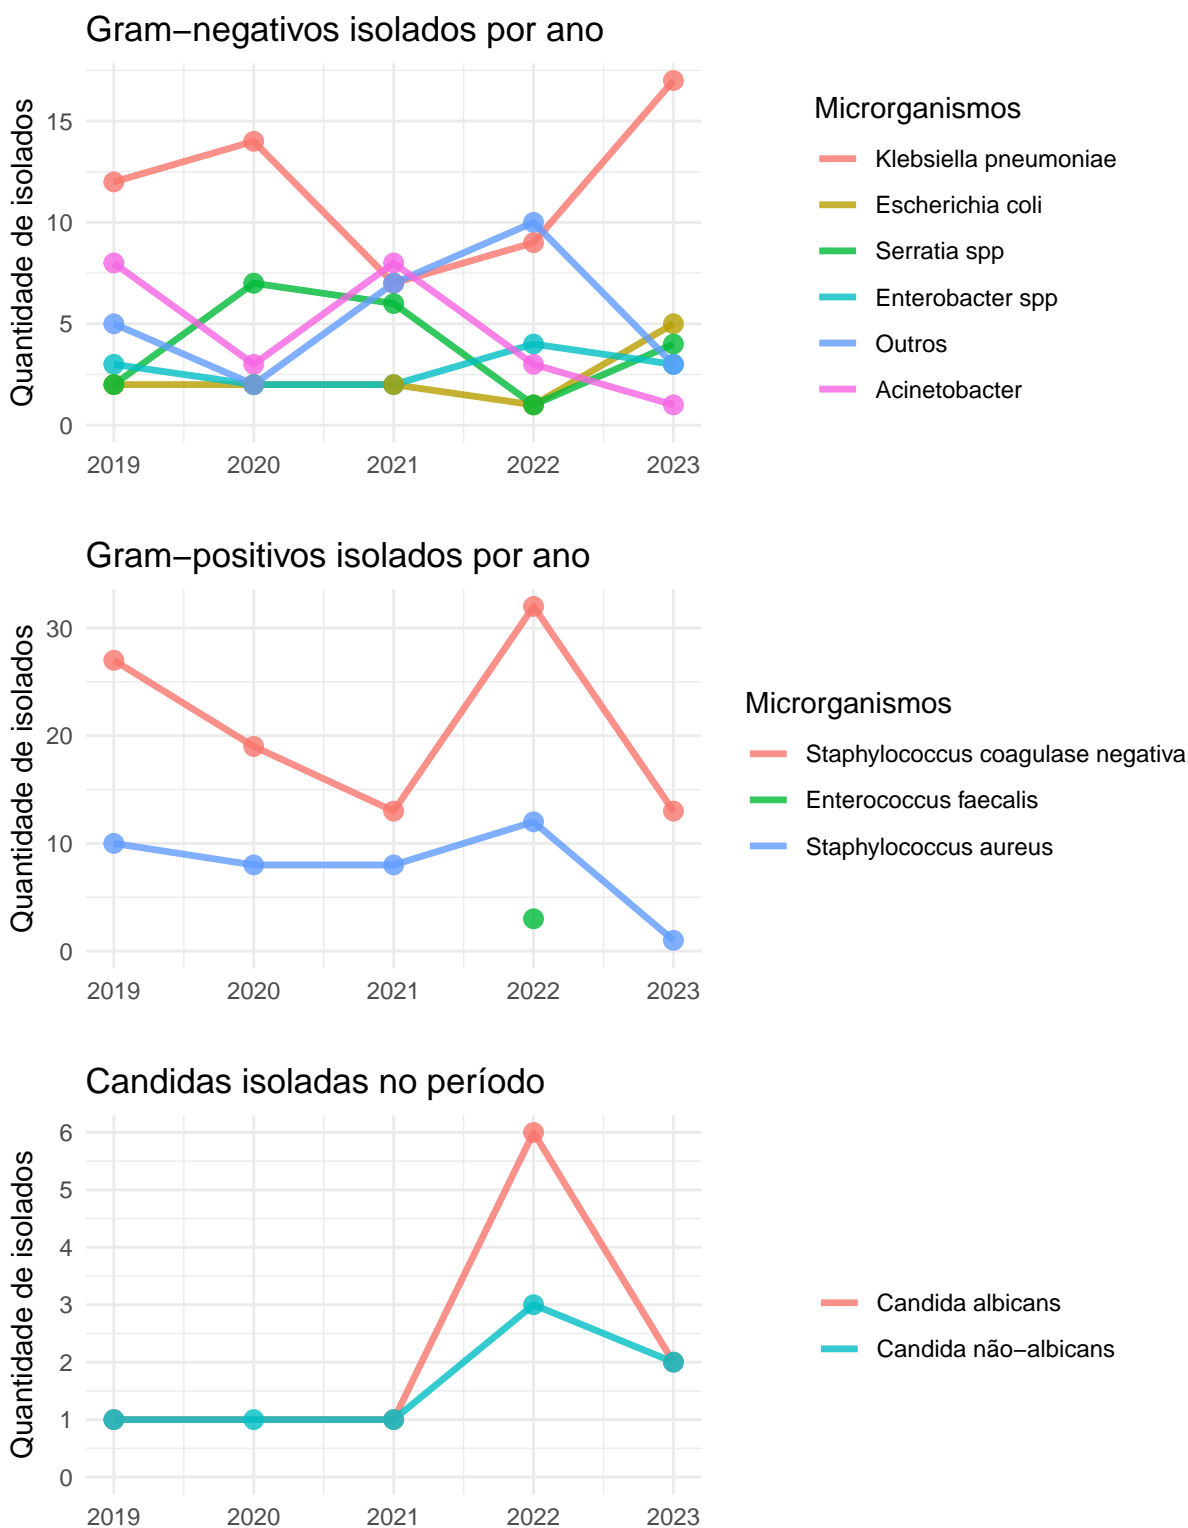 Gram−negativos isolados por ano
Quantidade de isolados
15
10
5
0
2019 2020 2021 2022 2023
Microrganismos
Klebsiella pneumoniae
Escherichia coli
Serratia spp
Enterobacter spp
Outros
Acinetobacter
Gram−positivos isolados por ano
Quantidade de isolados
30
20
10
0
2019 2020 2021 2022 2023
Microrganismos
Staphylococcus coagulase negativa
Enterococcus faecalis
Staphylococcus aureus
Candidas isoladas no período
Quantidade de isolados
6
5
4
3
2
1
0
2019 2020 2021 2022 2023
Candida albicans
Candida não−albicans